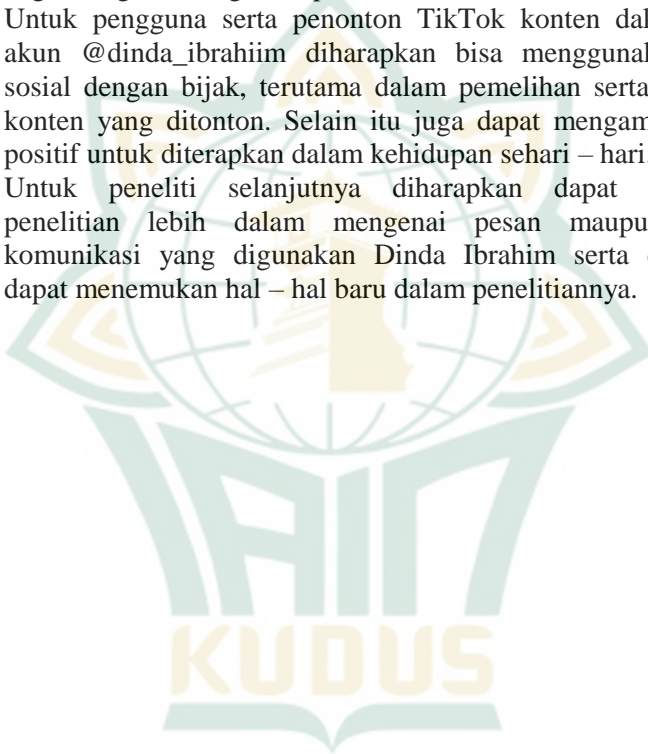 Untuk pengguna serta penonton TikTok konten dal
akun @dinda_ibrahiim diharapkan bisa menggunal
sosial dengan bijak, terutama dalam pemelihan serta
konten yang ditonton. Selain itu juga dapat mengam
positif untuk diterapkan dalam kehidupan sehari – hari.
Untuk peneliti selanjutnya diharapkan dapat
penelitian lebih dalam mengenai pesan maupu
komunikasi yang digunakan Dinda Ibrahim serta
dapat menemukan hal – hal baru dalam penelitiannya.
IAIN
KUDUS